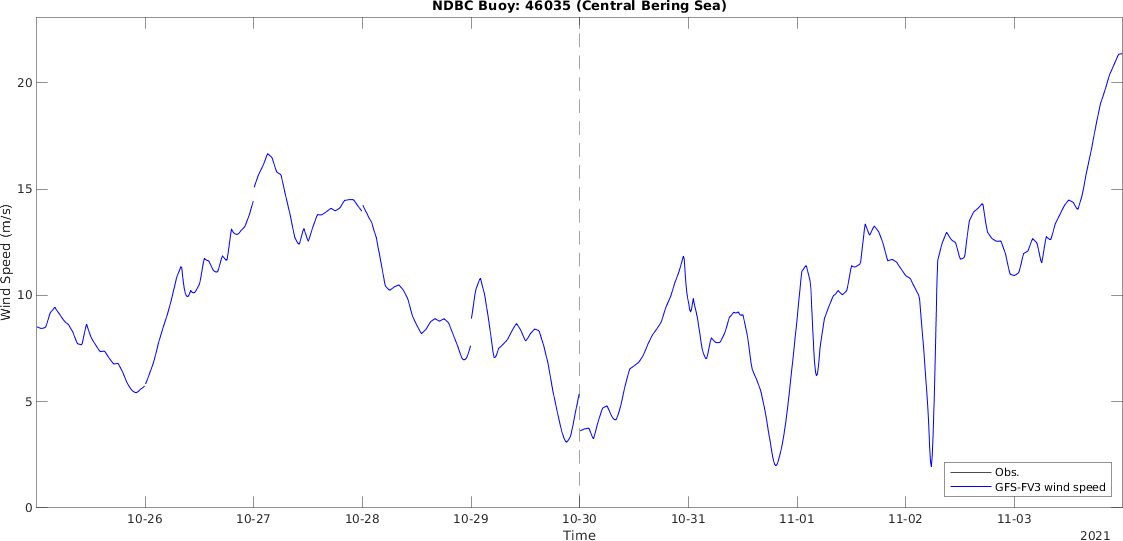 NDBC Buoy: 46035 (Central Bering Sea)
20
15
10
5
0
Wind Speed (m/s)
10-26 10-27 10-28 10-29 10-30 10-31 11-01 11-02 11-03
Time
2021
Obs.
GFS-FV3 wind speed